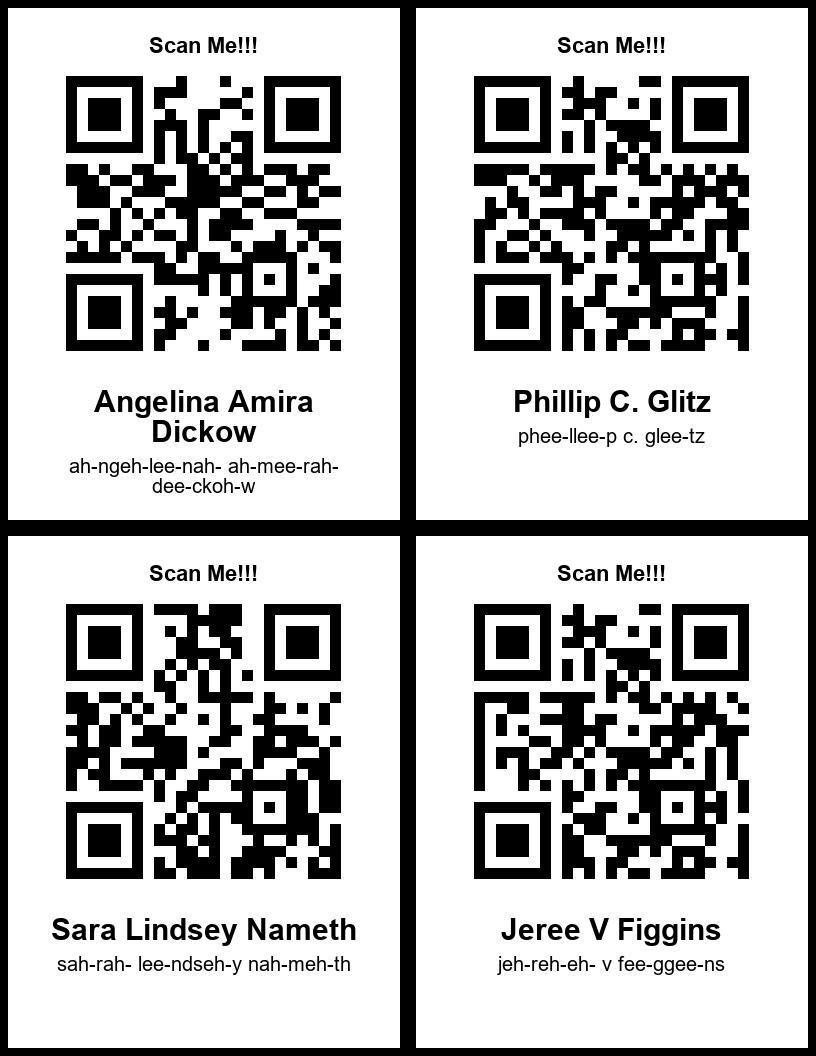 Scan Me!!!
Angelina Amira
Dickow
ah-ngeh-lee-nah- ah-mee-rah-
dee-ckoh-w
Scan Me!!!
Phillip C. Glitz
phee-llee-p c. glee-tz
Scan Me!!!
Sara Lindsey Nameth
sah-rah- lee-ndseh-y nah-meh-th
Scan Me!!!
Jeree V Figgins
jeh-reh-eh- v fee-ggee-ns